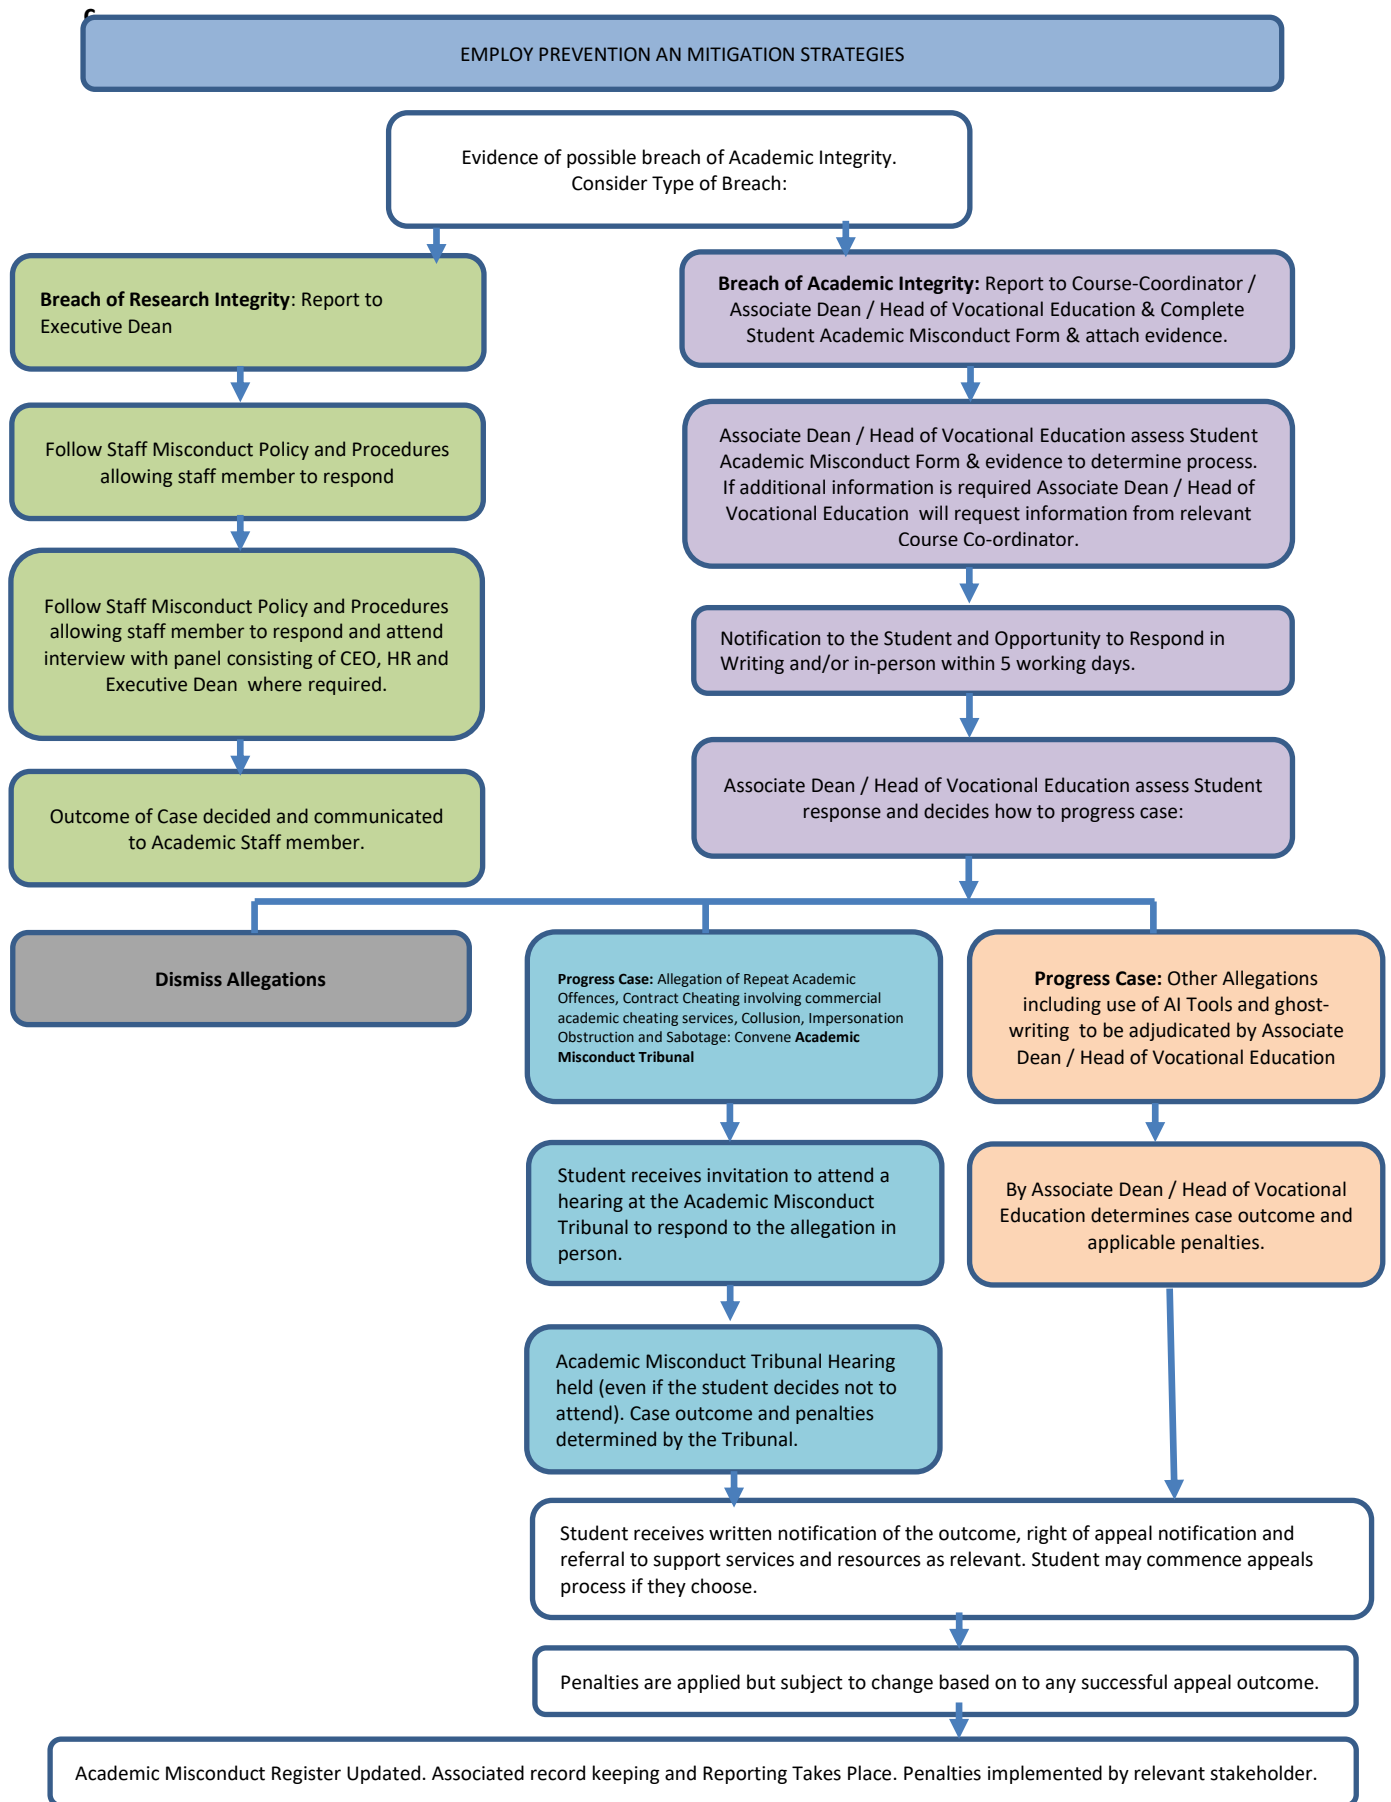 EMPLOY PREVENTION AN MITIGATION STRATEGIES
Evidence of possible breach of Academic Integrity.
Consider Type of Breach:
Breach of Research Integrity: Report to
Executive Dean
Follow Staff Misconduct Policy and Procedures
allowing staff member to respond
Follow Staff Misconduct Policy and Procedures
allowing staff member to respond and attend
interview with panel consisting of CEO, HR and
Executive Dean where required.
Outcome of Case decided and communicated
to Academic Staff member.
Breach of Academic Integrity: Report to Course-Coordinator /
Associate Dean / Head of Vocational Education & Complete
Student Academic Misconduct Form & attach evidence.
Associate Dean / Head of Vocational Education assess Student
Academic Misconduct Form & evidence to determine process.
If additional information is required Associate Dean / Head of
Vocational Education will request information from relevant
Course Co-ordinator.
Notification to the Student and Opportunity to Respond in
Writing and/or in-person within 5 working days.
Associate Dean / Head of Vocational Education assess Student
response and decides how to progress case:
Dismiss Allegations
Progress Case: Allegation of Repeat Academic
Offences, Contract Cheating involving commercial
academic cheating services, Collusion, Impersonation
Obstruction and Sabotage: Convene Academic
Misconduct Tribunal
Student receives invitation to attend a
hearing at the Academic Misconduct
Tribunal to respond to the allegation in
person.
Academic Misconduct Tribunal Hearing
held (even if the student decides not to
attend). Case outcome and penalties
determined by the Tribunal.
Progress Case: Other Allegations
including use of AI Tools and ghost-
writing to be adjudicated by Associate
Dean / Head of Vocational Education
By Associate Dean / Head of Vocational
Education determines case outcome and
applicable penalties.
Student receives written notification of the outcome, right of appeal notification and
referral to support services and resources as relevant. Student may commence appeals
process if they choose.
Penalties are applied but subject to change based on to any successful appeal outcome.
Academic Misconduct Register Updated. Associated record keeping and Reporting Takes Place. Penalties implemented by relevant stakeholder.